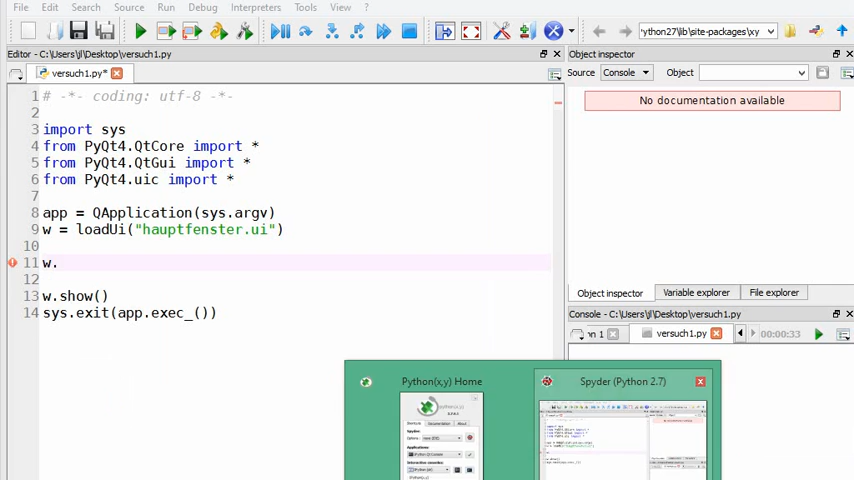 File Edit Search Source Run Debug Interpreters Tools View ?
ython27\lib\site-packages\xy
Editor - C:\Users\jl\Desktop\versuch1.py
Object inspector
versuch1.py*
Source Console Object
No documentation available
1 # -*- coding: utf-8 -*-
2
3 import sys
4 from PyQt4.QtCore import *
5 from PyQt4.QtGui import *
6 from PyQt4.uic import *
7
8 app = QApplication(sys.argv)
9 w = loadUi("hauptfenster.ui")
10
11 w.
12
13 w.show()
14 sys.exit(app.exec_())
Object inspector Variable explorer File explorer
Console - C:\Users\jl\Desktop\versuch1.py
n 1 versuch1.py 00:00:33
Python(x,y) Home
Spyder (Python 2.7)